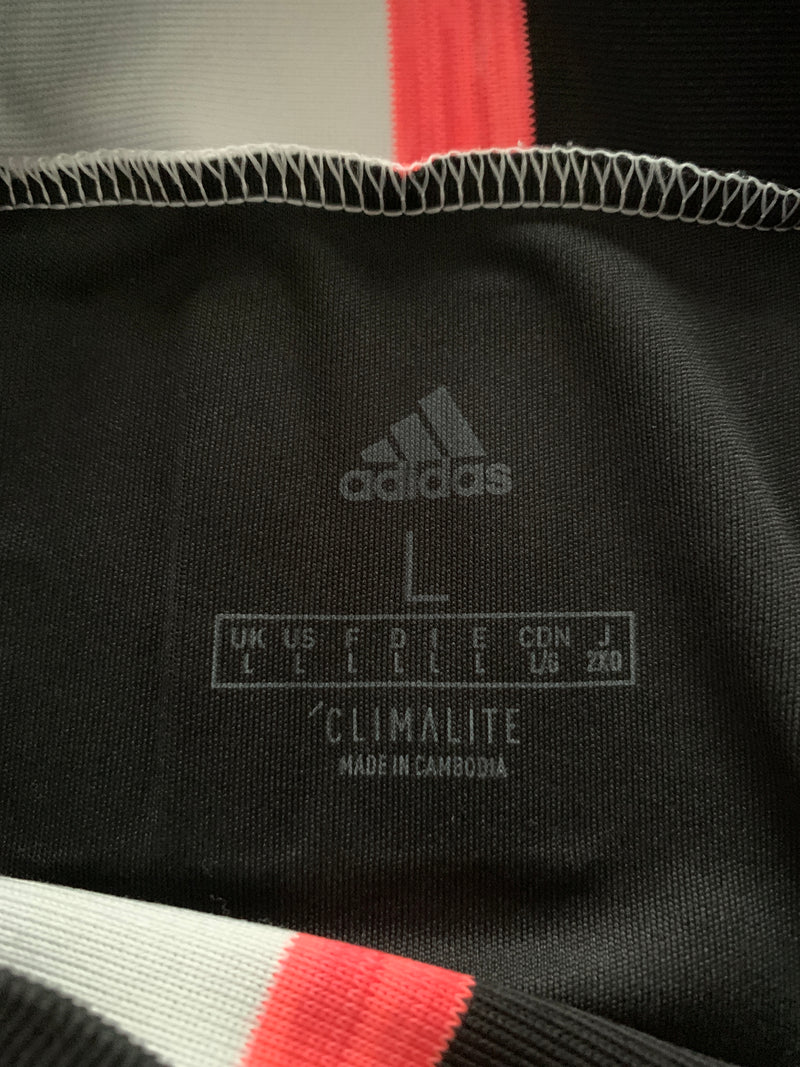 adidas
L
UK US F D I E CDN J
L L L L L L L/G 2XO
CLIMALITE
MADE IN CAMBODIA